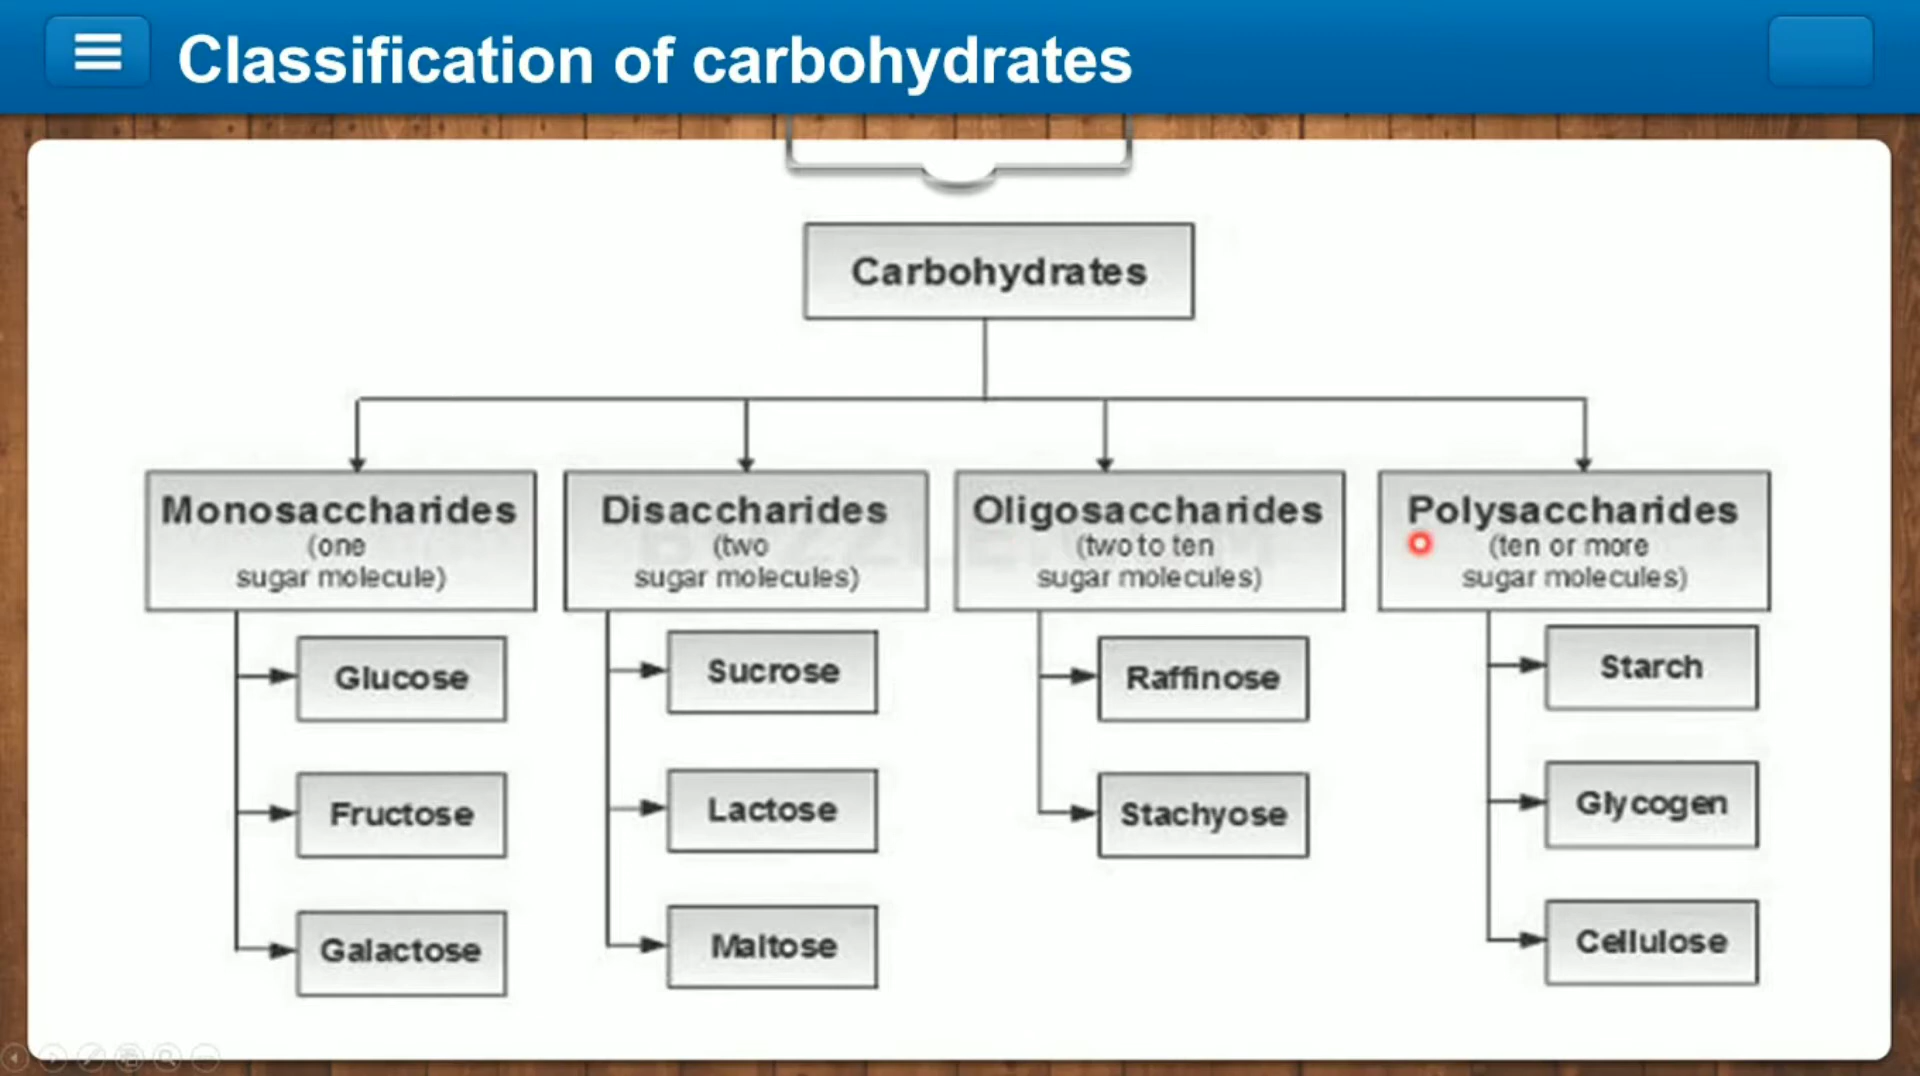 Classification of carbohydrates
Carbohydrates
Monosaccharides
(one
sugar molecule)
Glucose
Fructose
Galactose
Disaccharides
(two
sugar molecules)
Sucrose
Lactose
Maltose
Oligosaccharides
(two to ten
sugar molecules)
Raffinose
Stachyose
Polysaccharides
(ten or more
sugar molecules)
Starch
Glycogen
Cellulose